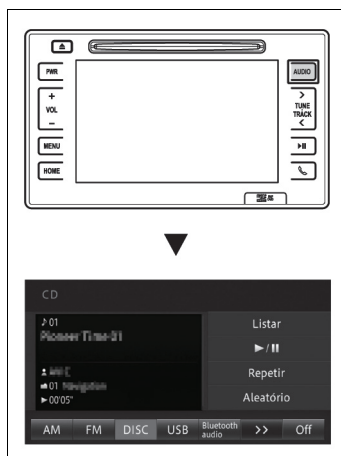 PWR
AUDIO
+
VOL
–
>
TUNE
TRACK
<
MENU
HOME
CD
♪ 01
01
►00'05"
Listar
►/II
Repetir
Aleatório
AM FM DISC USB Bluetooth audio >> Off